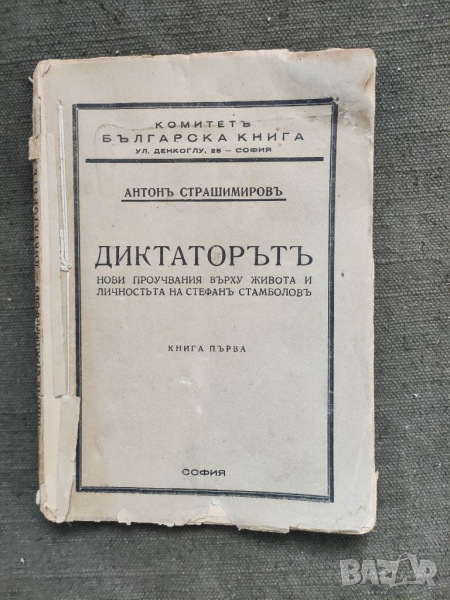 КОМИТЕТЪ
БЪЛГАРСКА КНИГА
УЛ. ДЕНКОГЛУ, 28 — СОФИЯ
АНТОНЪ СТРАШИМИРОВЪ
ДИКТАТОРЪТЪ
НОВИ ПРОУЧВАНИЯ ВЪРХУ ЖИВОТА И
ЛИЧНОСТЬТА НА СТЕФАНЪ СТАМБОЛОВЪ
КНИГА ПЪРВА
СОФИЯ
BAZAR